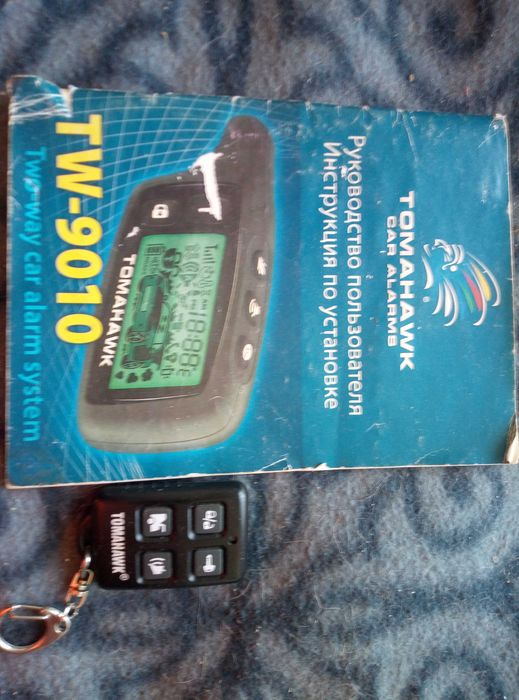 TOMAHAWK
CAR ALARMS
Руководство пользователя
Инструкция по установке
TOMAHAWK
TW-9010
Two-way car alarm system
TOMAHAWK®